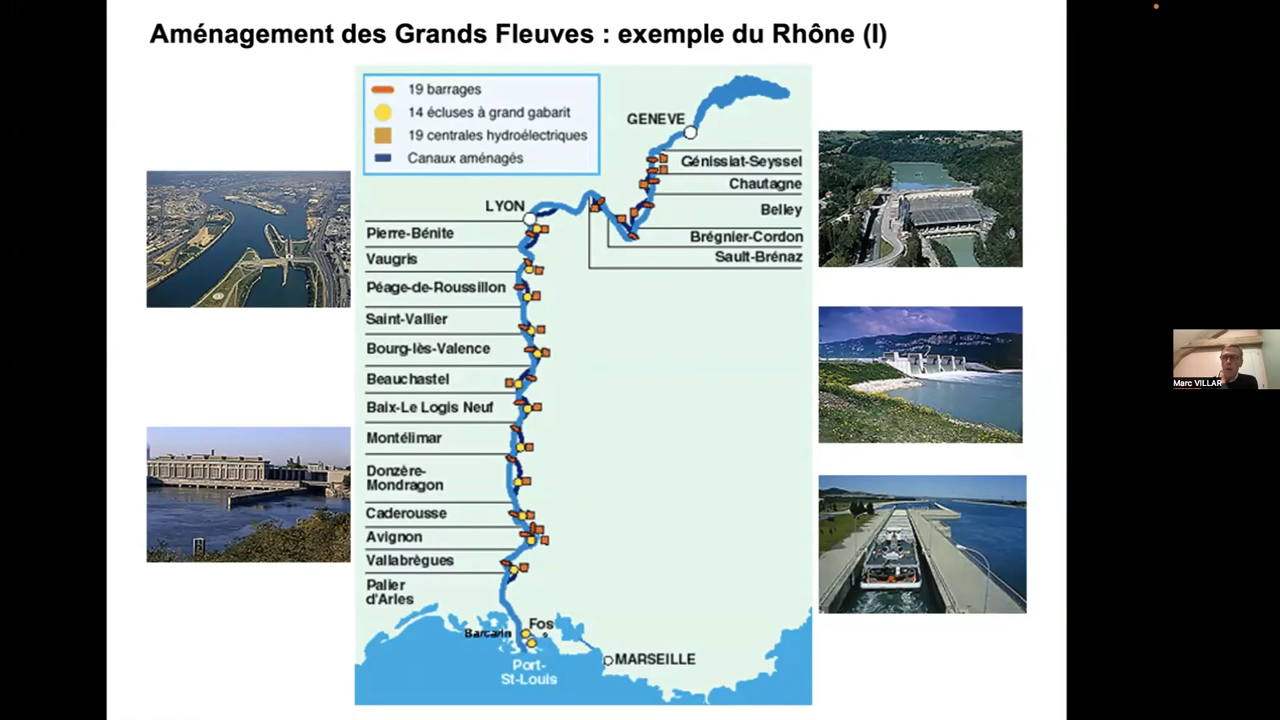 Aménagement des Grands Fleuves : exemple du Rhône (I)
19 barrages
14 écluses à grand gabarit
19 centrales hydroélectriques
Canaux aménagés
GENEVE
Génissiat-Seyssel
Chautagne
Belley
Brégnier-Cordon
Sault-Brénaz
LYON
Pierre-Bénite
Vaugris
Péage-de-Roussillon
Saint-Vallier
Bourg-lès-Valence
Beauchastel
Baix-Le Logis Neuf
Montélimar
Donzère-
Mondragon
Caderousse
Avignon
Vallabrègues
Palier
d'Arles
Fos
Barcarin
Port-
St-Louis
MARSEILLE
Marc VILLAR